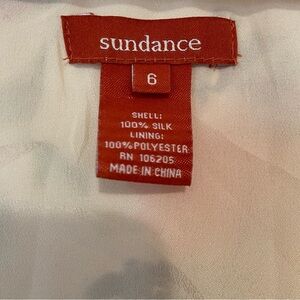 sundance
6
SHELL:
100% SILK
LINING:
100% POLYESTER
RN 106205
MADE IN CHINA